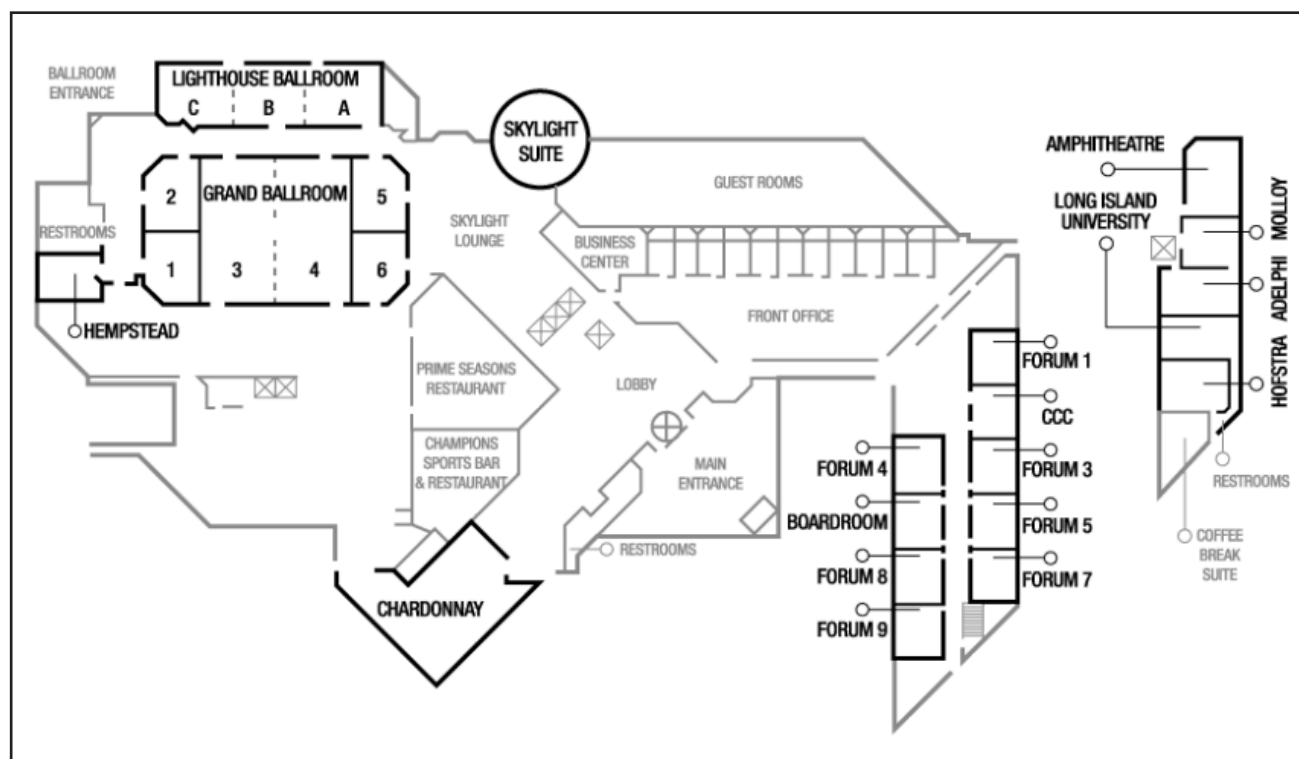 BALLROOM
ENTRANCE
LIGHTHOUSE BALLROOM
C
B
A
SKYLIGHT
SUITE
GUEST ROOMS
2
GRAND BALLROOM
5
RESTROOMS
1
3
4
6
HEMPSTEAD
SKYLIGHT
LOUNGE
BUSINESS
CENTER
FRONT OFFICE
PRIME SEASONS
RESTAURANT
LOBBY
CHAMPIONS
SPORTS BAR
& RESTAURANT
MAIN
ENTRANCE
RESTROOMS
CHARDONNAY
FORUM 1
CCC
FORUM 3
FORUM 5
FORUM 7
FORUM 4
BOARDROOM
FORUM 8
FORUM 9
AMPHITHEATRE
LONG ISLAND
UNIVERSITY
MOLLOY
ADELPHI
HOFSTRA
RESTROOMS
COFFEE
BREAK
SUITE